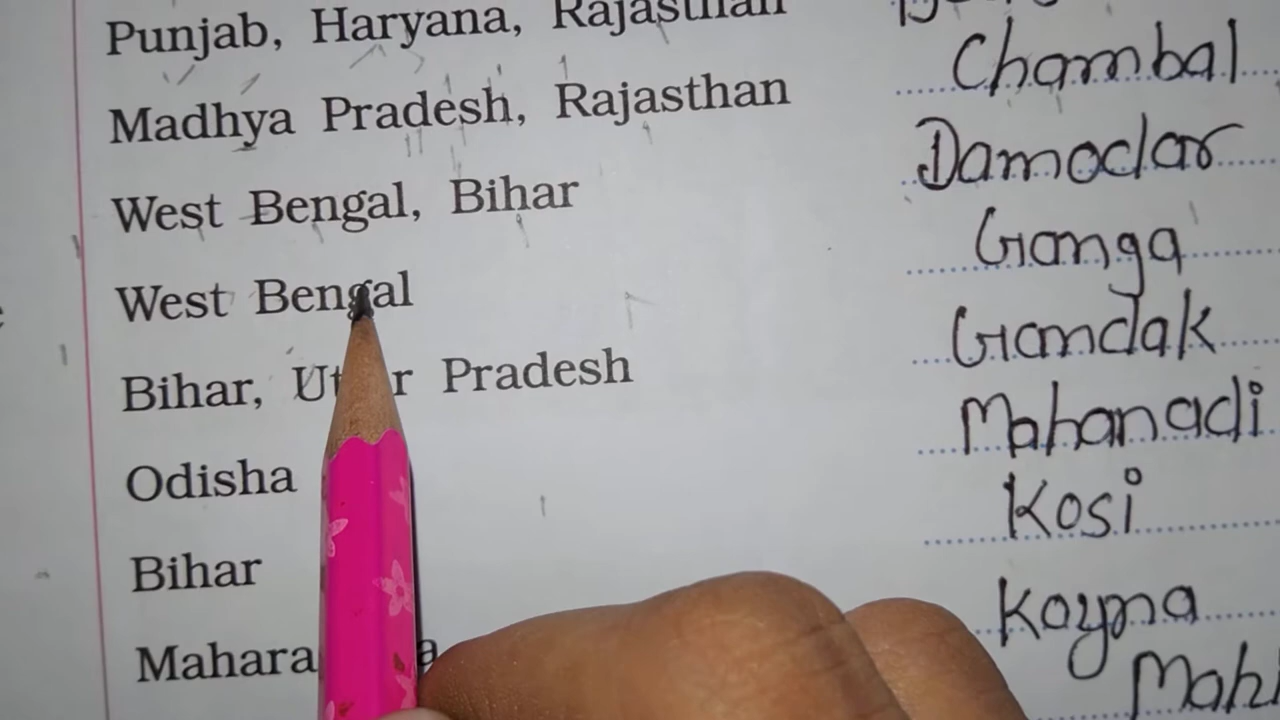 Punjab, Haryana, Rajasthan
Madhya Pradesh, Rajasthan Chambal
West Bengal, Bihar Damodar
West Bengal Ganga
Bihar, Uttar Pradesh Gandak
Odisha Mahanadi
Bihar Kosi
Koyna